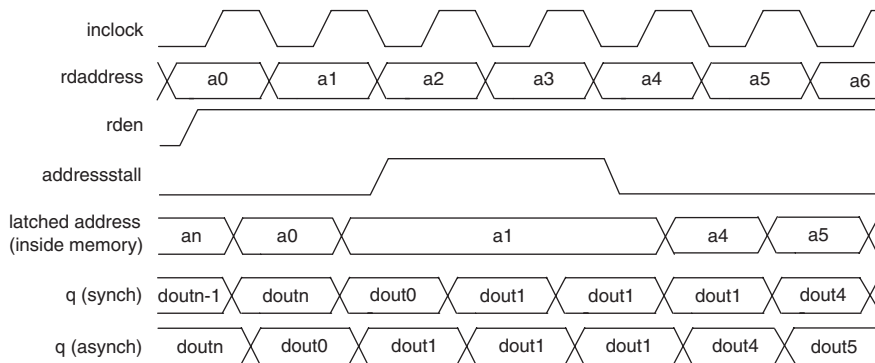 inclock
rdaddress a0 a1 a2 a3 a4 a5 a6
rden
addressstall
latched address
(inside memory) an a0 a1 a4 a5
q (synch) doutn-1 doutn dout0 dout1 dout1 dout1 dout4
q (asynch) doutn dout0 dout1 dout1 dout1 dout4 dout5